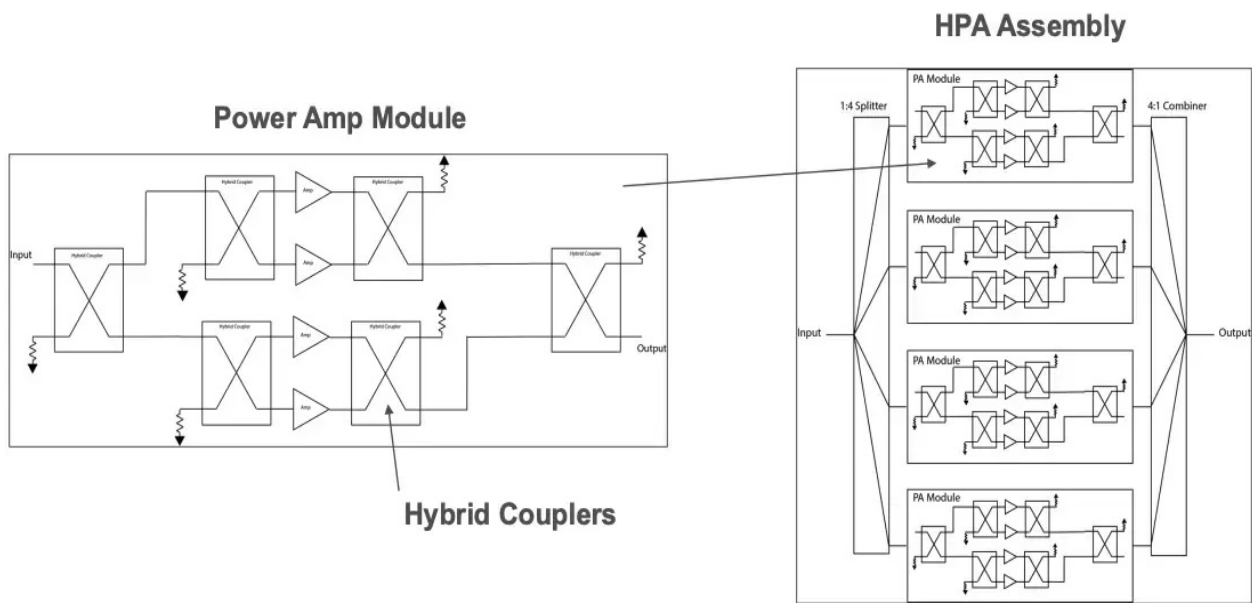 HPA Assembly
Power Amp Module
Input
Hybrid Coupler
Hybrid Coupler
Amp
Amp
Hybrid Coupler
Hybrid Coupler
Amp
Amp
Hybrid Coupler
Hybrid Coupler
Output
Hybrid Couplers
1:4 Splitter
4:1 Combiner
PA Module
PA Module
PA Module
PA Module
Input
Output